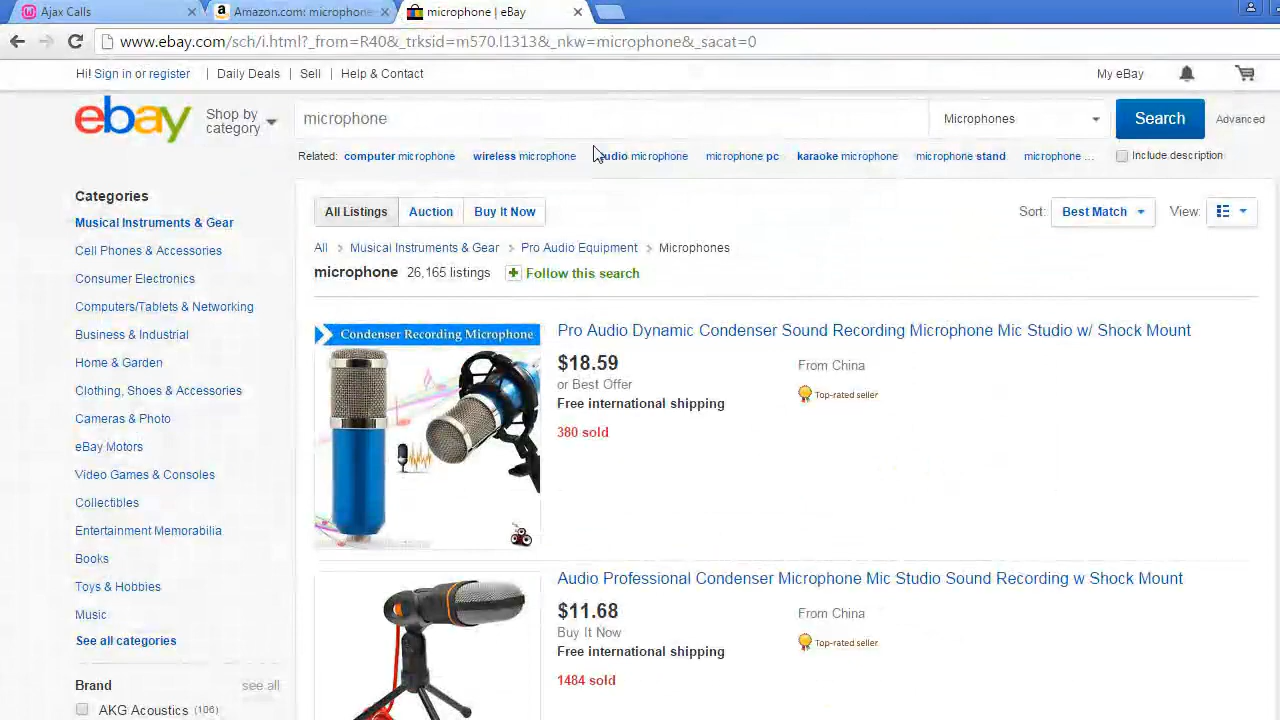 Ajax Calls
Amazon.com: microphone
microphone | eBay
www.ebay.com/sch/i.html?_from=R40&_trksid=m570.l1313&_nkw=microphone&_sacat=0
Hi! Sign in or register
Daily Deals
Sell
Help & Contact
My eBay
ebay
Shop by
category
microphone
Microphones
Search
Advanced
Related: computer microphone wireless microphone audio microphone microphone pc karaoke microphone microphone stand microphone ...
Include description
Categories
Musical Instruments & Gear
Cell Phones & Accessories
Consumer Electronics
Computers/Tablets & Networking
Business & Industrial
Home & Garden
Clothing, Shoes & Accessories
Cameras & Photo
eBay Motors
Video Games & Consoles
Collectibles
Entertainment Memorabilia
Books
Toys & Hobbies
Music
See all categories
Brand
see all
AKG Acoustics (106)
All Listings
Auction
Buy It Now
Sort: Best Match
View:
All > Musical Instruments & Gear > Pro Audio Equipment > Microphones
microphone 26,165 listings
Follow this search
Condenser Recording Microphone
Pro Audio Dynamic Condenser Sound Recording Microphone Mic Studio w/ Shock Mount
$18.59
or Best Offer
Free international shipping
380 sold
From China
Top-rated seller
Audio Professional Condenser Microphone Mic Studio Sound Recording w Shock Mount
$11.68
Buy It Now
Free international shipping
1484 sold
From China
Top-rated seller